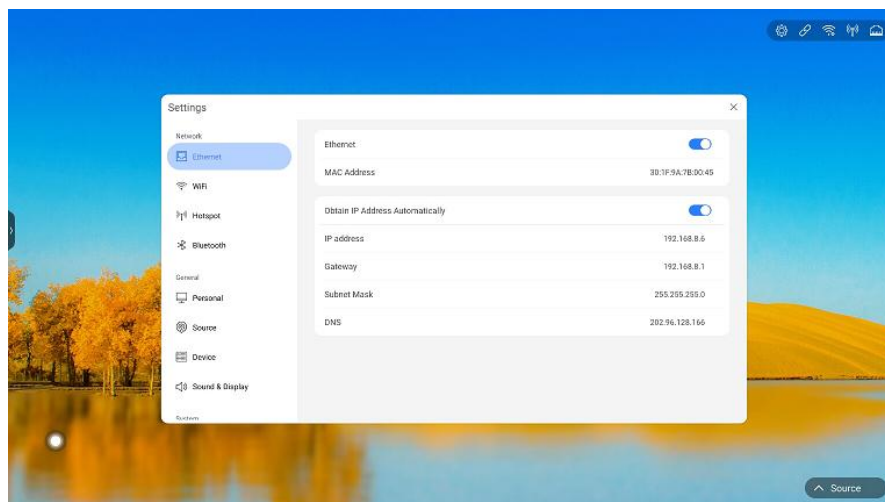 Settings
Network
Ethernet
WiFi
Hotspot
Bluetooth
General
Personal
Source
Device
Sound & Display
System
Ethernet
MAC Address 30:1F:9A:7B:00:45
Obtain IP Address Automatically
IP address 192.168.8.6
Gateway 192.168.8.1
Subnet Mask 255.255.255.0
DNS 202.96.128.166
Source